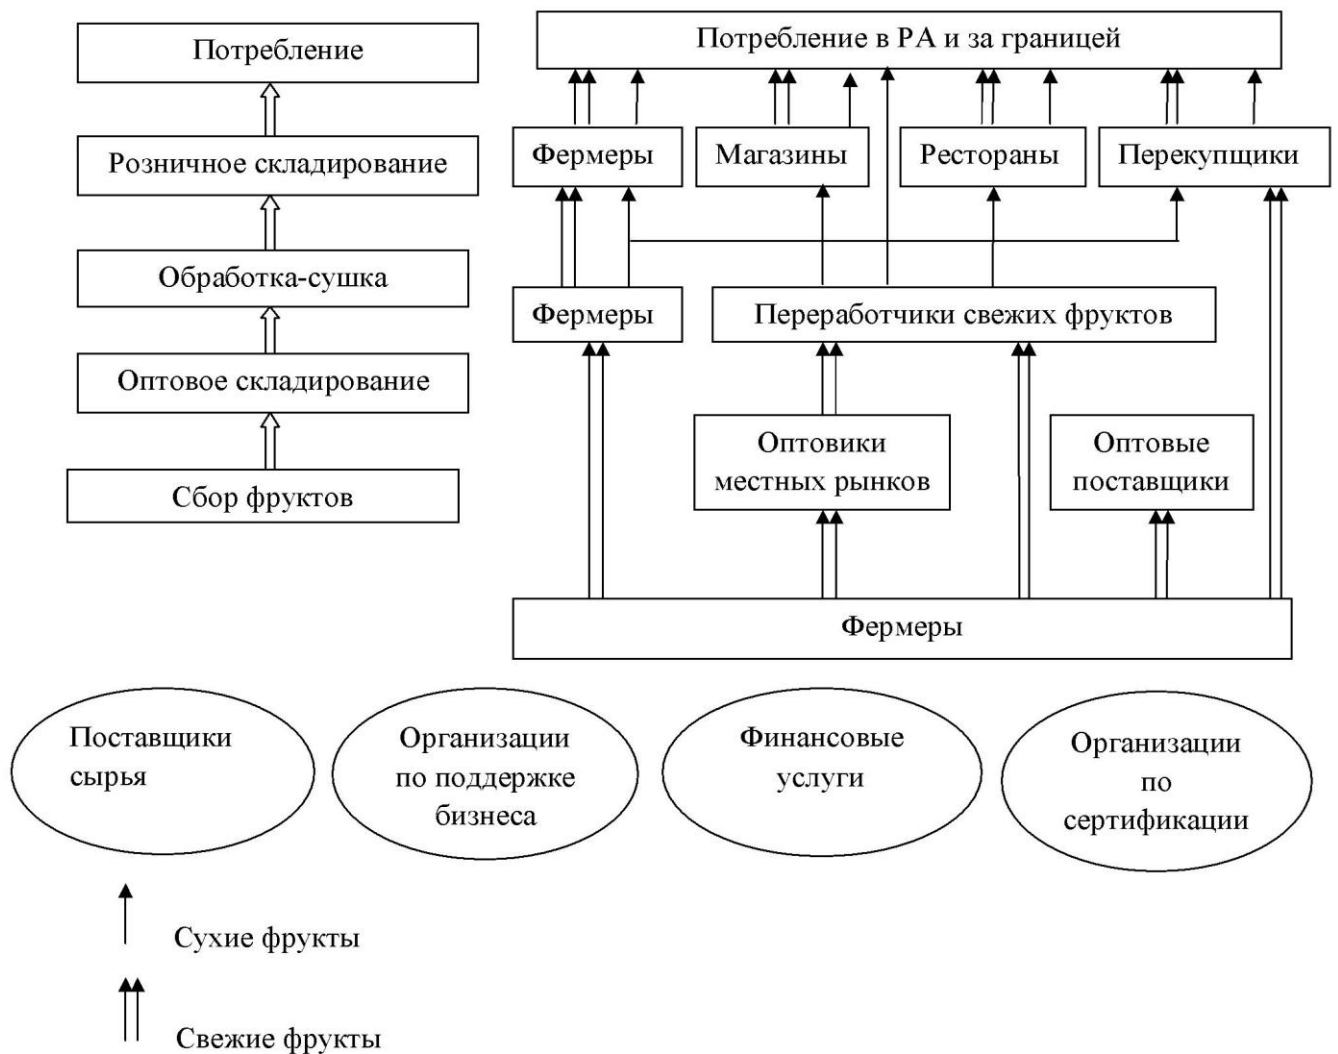 Потребление
Розничное складирование
Обработка-сушка
Оптовое складирование
Сбор фруктов
Потребление в РА и за границей
Фермеры
Магазины
Рестораны
Перекупщики
Фермеры
Переработчики свежих фруктов
Оптовики
местных рынков
Оптовые
поставщики
Фермеры
Поставщики
сырья
Организации
по поддержке
бизнеса
Финансовые
услуги
Организации
по
сертификации
Сухие фрукты
Свежие фрукты